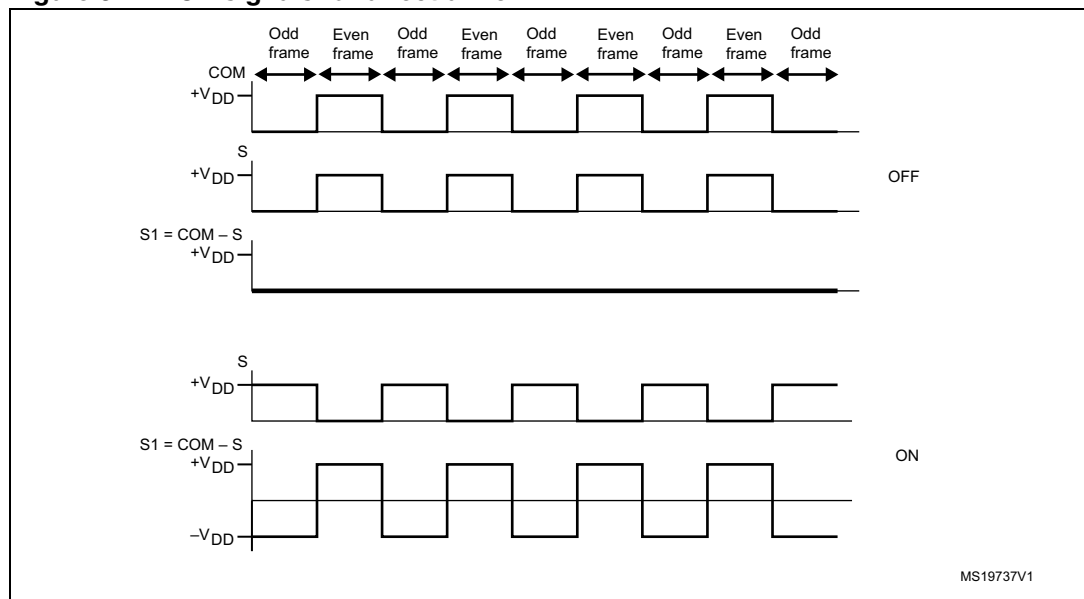 Odd frame Even frame Odd frame Even frame Odd frame Even frame Odd frame Even frame Odd frame
COM
+VDD
S
+VDD
OFF
S1 = COM – S
+VDD
S
+VDD
S1 = COM – S
+VDD
ON
–VDD
MS19737V1